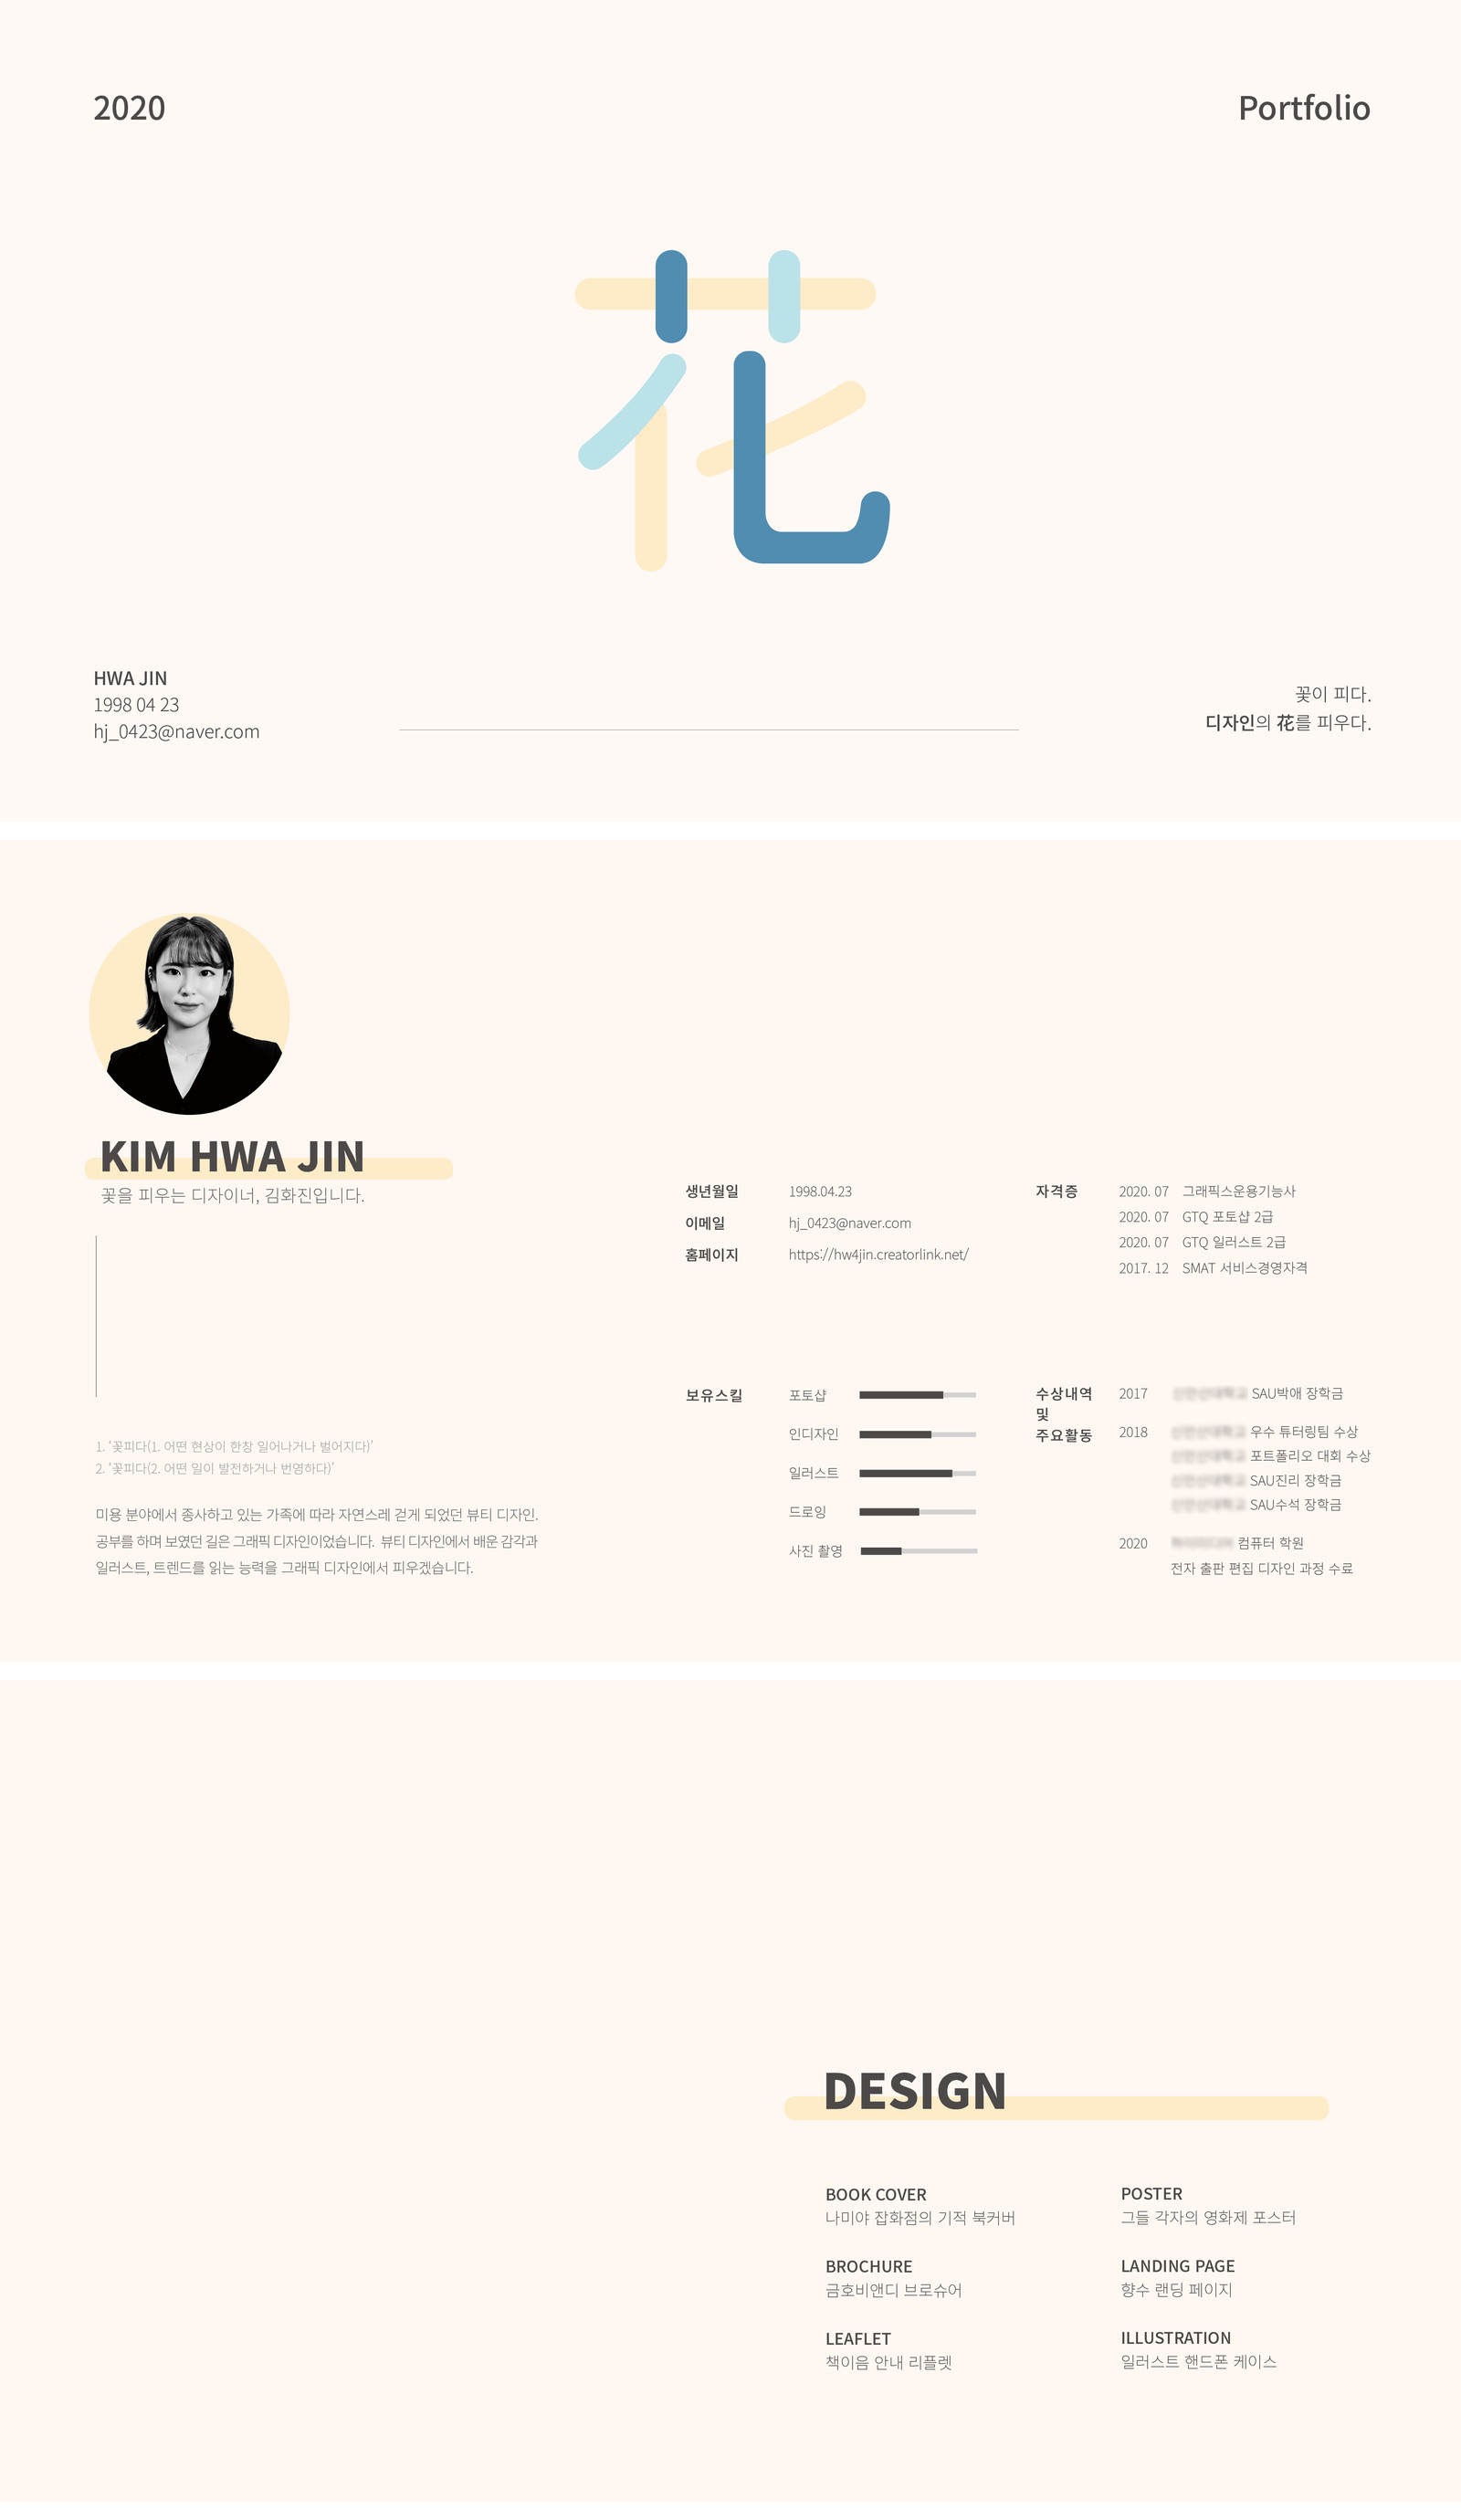 2020
Portfolio
花
HWA JIN
1998 04 23
hj_0423@naver.com
꽃이 피다.
디자인의 花를 피우다.
KIM HWA JIN
꽃을 피우는 디자이너, 김화진입니다.
1. '꽃피다(1. 어떤 현상이 한창 일어나거나 벌어지다)'
2. '꽃피다(2. 어떤 일이 발전하거나 번영하다)'
미용 분야에서 종사하고 있는 가족에 따라 자연스레 걷게 되었던 뷰티 디자인.
공부를 하며 보였던 길은 그래픽 디자인이었습니다. 뷰티 디자인에서 배운 감각과
일러스트, 트렌드를 읽는 능력을 그래픽 디자인에서 피우겠습니다.
생년월일 1998.04.23
이메일 hj_0423@naver.com
홈페이지 https://hw4jin.creatorlink.net/
자격증 2020. 07 그래픽스운용기능사
2020. 07 GTQ 포토샵 2급
2020. 07 GTQ 일러스트 2급
2017. 12 SMAT 서비스경영자격
보유스킬 포토샵
인디자인
일러스트
드로잉
사진 촬영
수상내역
및
주요활동
2017 SAU박애 장학금
2018 우수 튜터링팀 수상
포트폴리오 대회 수상
SAU진리 장학금
SAU수석 장학금
2020 컴퓨터 학원
전자 출판 편집 디자인 과정 수료
DESIGN
BOOK COVER
나미야 잡화점의 기적 북커버
POSTER
그들 각자의 영화제 포스터
BROCHURE
금호비앤디 브로슈어
LANDING PAGE
향수 랜딩 페이지
LEAFLET
책이음 안내 리플렛
ILLUSTRATION
일러스트 핸드폰 케이스